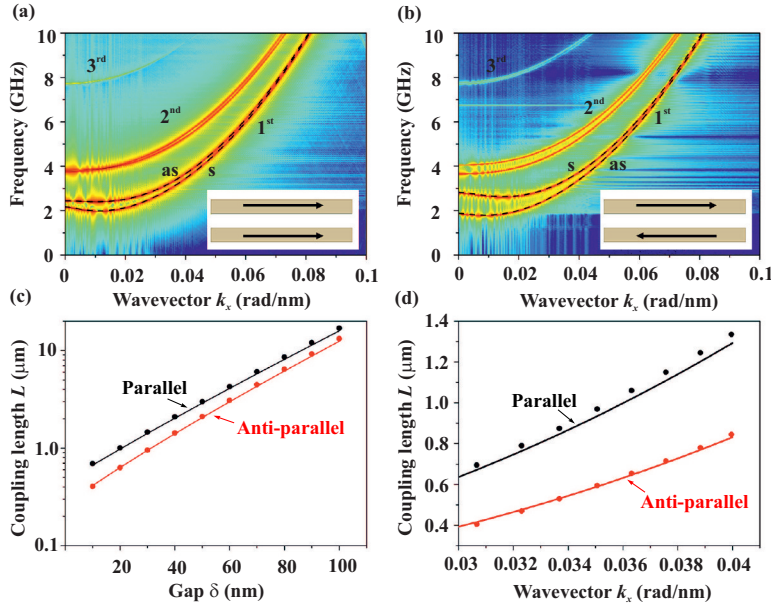 (a)
10
8
6
4
2
0
Frequency (GHz)
3rd
2nd
1st
as
s
0
0.02
0.04
0.06
0.08
0.1
Wavevector kx (rad/nm)
(b)
10
8
6
4
2
0
Frequency (GHz)
3rd
2nd
1st
s
as
0
0.02
0.04
0.06
0.08
0.1
Wavevector kx (rad/nm)
(c)
10
1.0
0.1
Coupling length L (μm)
Parallel
Anti-parallel
20
40
60
80
100
Gap δ (nm)
(d)
1.4
1.2
1.0
0.8
0.6
0.4
Coupling length L (μm)
Parallel
Anti-parallel
0.03
0.032
0.034
0.036
0.038
0.04
Wavevector kx (rad/nm)